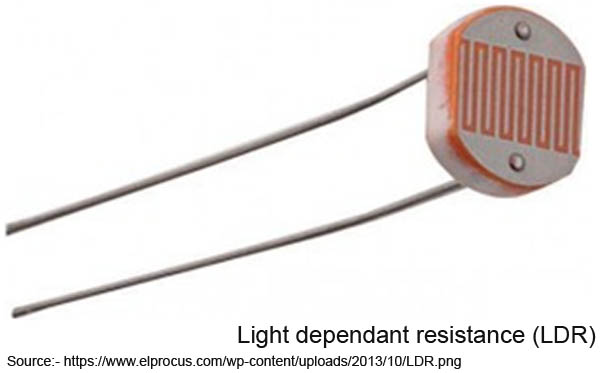 Light dependant resistance (LDR)
Source:- https://www.elprocus.com/wp-content/uploads/2013/10/LDR.png